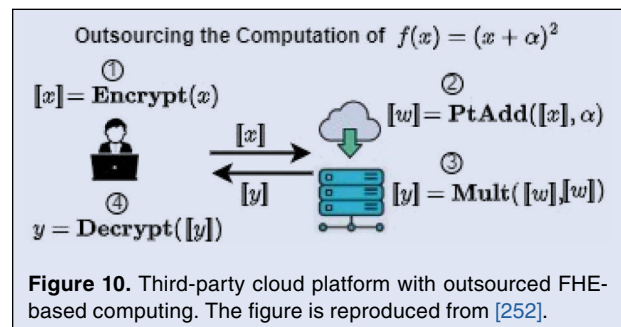 Outsourcing the Computation of f(x) = (x + α)²
①
⟦x⟧ = Encrypt(x)
②
⟦w⟧ = PtAdd(⟦x⟧, α)
⟦x⟧
⟦y⟧
③
⟦y⟧ = Mult(⟦w⟧,⟦w⟧)
④
y = Decrypt(⟦y⟧)
Figure 10. Third-party cloud platform with outsourced FHE-
based computing. The figure is reproduced from [252].